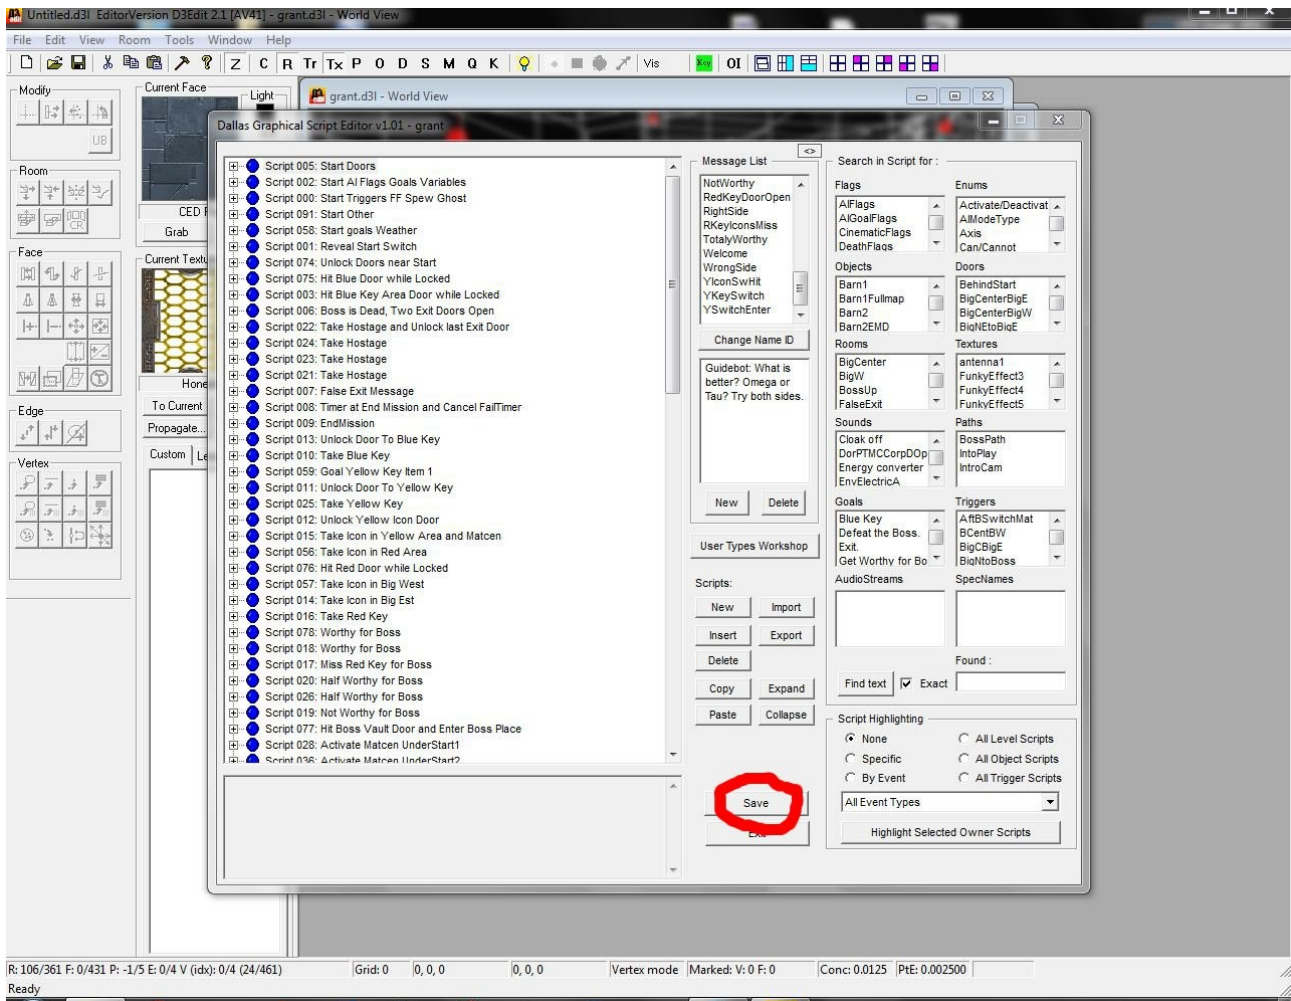 Untitled.d3l EditorVersion D3Edit 2.1 [AV41] - grant.d3l - World View
File Edit View Room Tools Window Help
Z C R Tr Tx P O D S M Q K Vis Key OI
Modify
UB
Room
CR
Face
Edge
Vertex
Current Face
Light
CED
Grab
Current
Hone
To Current
Propagate...
Custom
grant.d3l - World View
Dallas Graphical Script Editor v1.01 - grant
Script 005: Start Doors
Script 002: Start AI Flags Goals Variables
Script 000: Start Triggers FF Spew Ghost
Script 091: Start Other
Script 058: Start goals Weather
Script 001: Reveal Start Switch
Script 074: Unlock Doors near Start
Script 075: Hit Blue Door while Locked
Script 003: Hit Blue Key Area Door while Locked
Script 006: Boss is Dead, Two Exit Doors Open
Script 022: Take Hostage and Unlock last Exit Door
Script 024: Take Hostage
Script 023: Take Hostage
Script 021: Take Hostage
Script 007: False Exit Message
Script 008: Timer at End Mission and Cancel FailTimer
Script 009: EndMission
Script 013: Unlock Door To Blue Key
Script 010: Take Blue Key
Script 059: Goal Yellow Key Item 1
Script 011: Unlock Door To Yellow Key
Script 025: Take Yellow Key
Script 012: Unlock Yellow Icon Door
Script 015: Take Icon in Yellow Area and Matcen
Script 056: Take Icon in Red Area
Script 076: Hit Red Door while Locked
Script 057: Take Icon in Big West
Script 014: Take Icon in Big Est
Script 016: Take Red Key
Script 078: Worthy for Boss
Script 018: Worthy for Boss
Script 017: Miss Red Key for Boss
Script 020: Half Worthy for Boss
Script 026: Half Worthy for Boss
Script 019: Not Worthy for Boss
Script 077: Hit Boss Vault Door and Enter Boss Place
Script 028: Activate Matcen UnderStart1
Script 036: Activate Matcen UnderStart2
<>
Message List
NotWorthy
RedKeyDoorOpen
RightSide
RKeyIconsMiss
TotalyWorthy
Welcome
WrongSide
YIconSwHit
YKeySwitch
YSwitchEnter
Change Name ID
Guidebot: What is
better? Omega or
Tau? Try both sides.
New Delete
User Types Workshop
Scripts:
New Import
Insert Export
Delete
Copy Expand
Paste Collapse
Save
Search in Script for :
Flags
AIFlags
AIGoalFlags
CinematicFlags
DeathFlags
Enums
Activate/Deactivat
AIModeType
Axis
Can/Cannot
Objects
Barn1
Barn1Fullmap
Barn2
Barn2EMD
Doors
BehindStart
BigCenterBigE
BigCenterBigW
BigNEtoBigE
Rooms
BigCenter
BigW
BossUp
FalseExit
Textures
antenna1
FunkyEffect3
FunkyEffect4
FunkyEffect5
Sounds
Cloak off
DorPTMCCorpDOp
Energy converter
EnvElectricA
Paths
BossPath
IntoPlay
IntroCam
Goals
Blue Key
Defeat the Boss.
Exit.
Get Worthy for Bo
Triggers
AftBSwitchMat
BCentBW
BigCBigE
BigNtoBoss
AudioStreams
SpecNames
Found :
Find text Exact
Script Highlighting
None All Level Scripts
Specific All Object Scripts
By Event All Trigger Scripts
All Event Types
Highlight Selected Owner Scripts
R: 106/361 F: 0/431 P: -1/5 E: 0/4 V (idx): 0/4 (24/461) Grid: 0 0, 0, 0 0, 0, 0 Vertex mode Marked: V: 0 F: 0 Conc: 0.0125 PtE: 0.002500
Ready